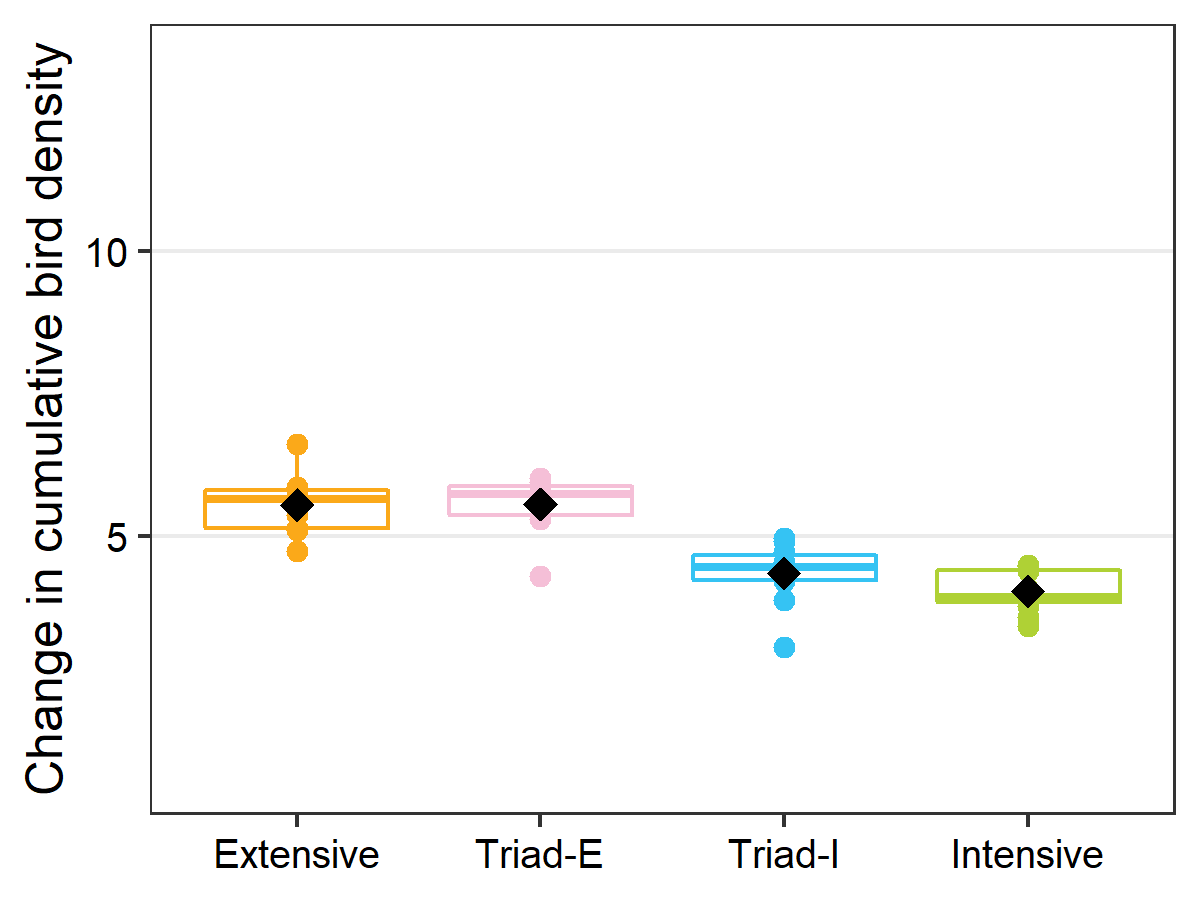 Change in cumulative bird density
10
5
Extensive
Triad-E
Triad-I
Intensive